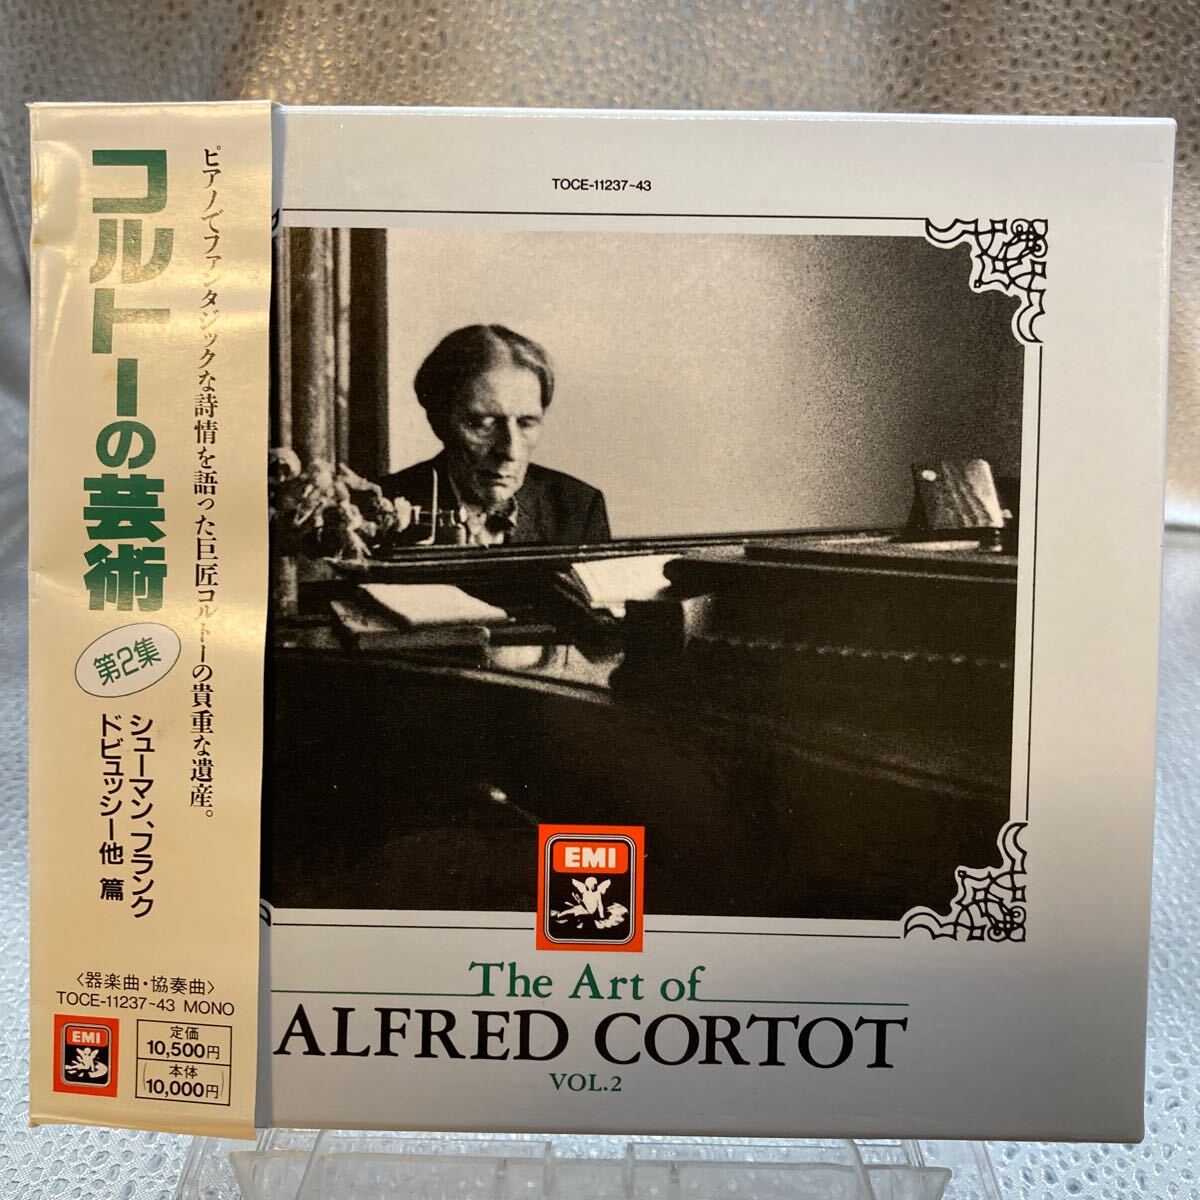 コルトーの芸術
第2集
シューマン、フランク
ドビュッシー他 篇
ピアノでファンタジックな詩情を語った巨匠コルトーの貴重な遺産。
〈器楽曲・協奏曲〉
TOCE-11237~43 MONO
EMI
定価
10,500円
本体
10,000円
TOCE-11237~43
EMI
The Art of
ALFRED CORTOT
VOL.2